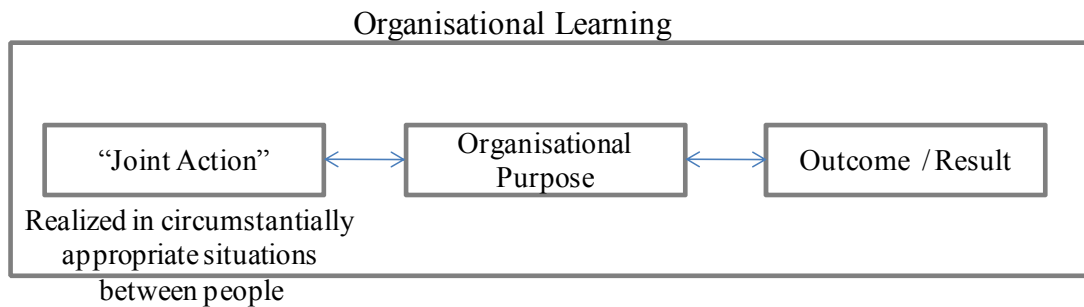 Organisational Learning
“Joint Action”
Organisational
Purpose
Outcome / Result
Realized in circumstantially
appropriate situations
between people